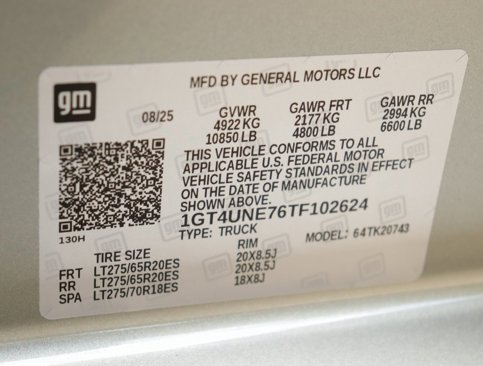 MFD BY GENERAL MOTORS LLC
gm
08/25
GVWR GAWR FRT GAWR RR
4922 KG 2177 KG 2994 KG
10850 LB 4800 LB 6600 LB
THIS VEHICLE CONFORMS TO ALL
APPLICABLE U.S. FEDERAL MOTOR
VEHICLE SAFETY STANDARDS IN EFFECT
ON THE DATE OF MANUFACTURE
SHOWN ABOVE.
1GT4UNE76TF102624
130H
TYPE: TRUCK MODEL: 64TK20743
TIRE SIZE RIM
FRT LT275/65R20ES 20X8.5J
RR LT275/65R20ES 20X8.5J
SPA LT275/70R18ES 18X8J